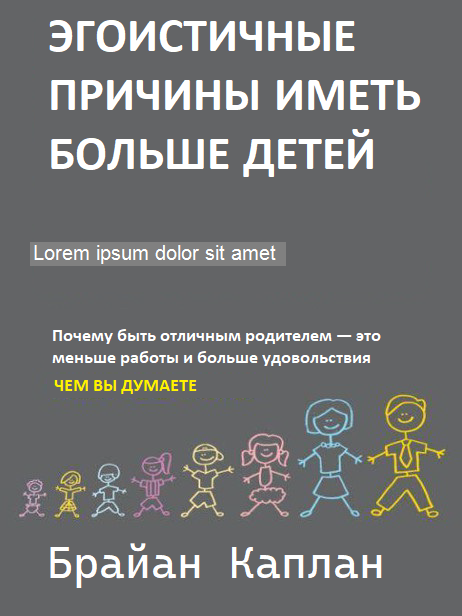 ЭГОИСТИЧНЫЕ
ПРИЧИНЫ ИМЕТЬ
БОЛЬШЕ ДЕТЕЙ
Lorem ipsum dolor sit amet
Почему быть отличным родителем — это
меньше работы и больше удовольствия
ЧЕМ ВЫ ДУМАЕТЕ
Брайан Каплан